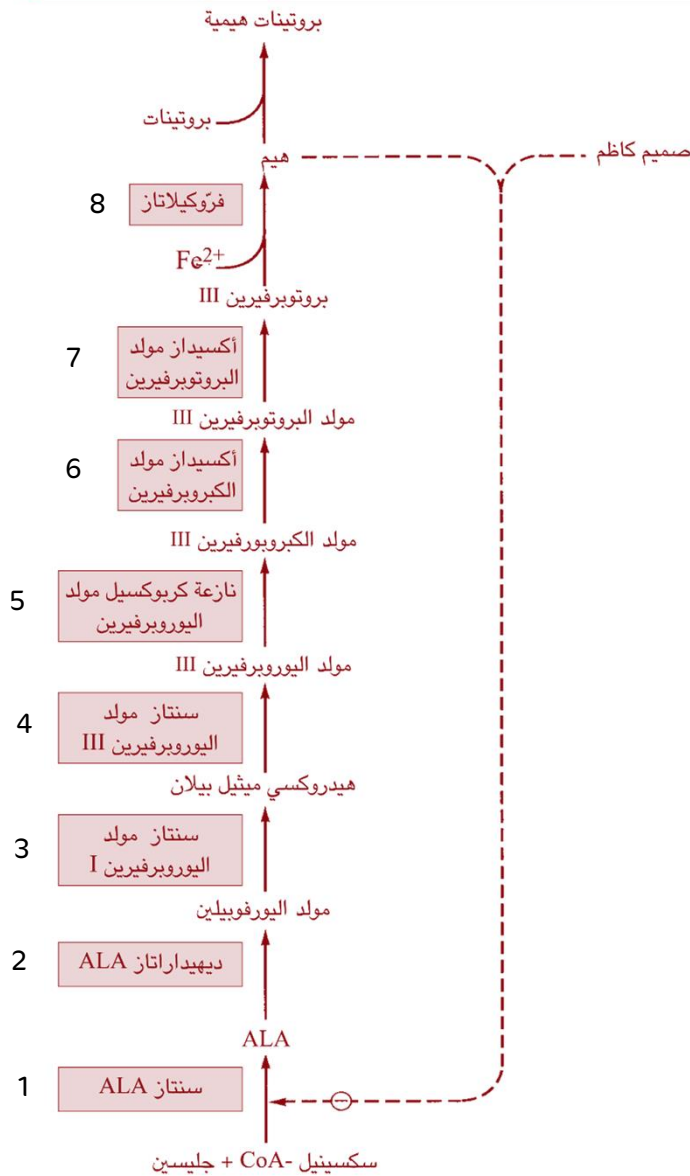 بروتينات هيمية
بروتينات
هيم
صميم كاظم
8
فرّوكيلاتاز
Fe2+
بروتوبرفيرين III
7
أكسيداز مولد
البروتوبرفيرين
مولد البروتوبرفيرين III
6
أكسيداز مولد
الكبروبرفيرين
مولد الكبروبورفيرين III
5
نازعة كربوكسيل مولد
اليوروبرفيرين
مولد اليوروبرفيرين III
4
سنتاز مولد
اليوروبرفيرين III
هيدروكسي ميثيل بيلان
3
سنتاز مولد
اليوروبرفيرين I
مولد اليورفوبيلين
2
ديهيداراتاز ALA
ALA
1
سنتاز ALA
−
سكسينيل -CoA + جليسين